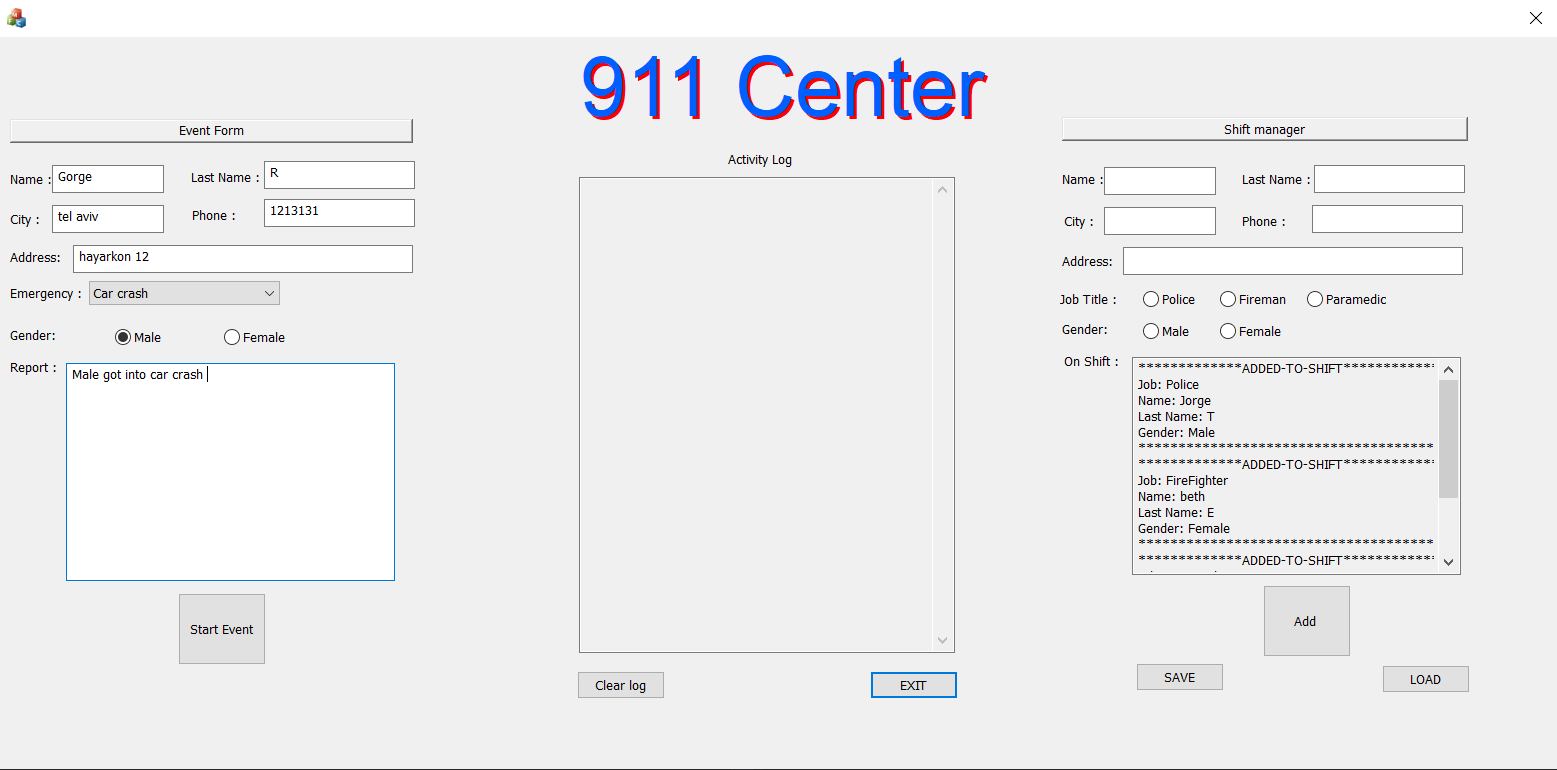 911 Center
Event Form
Name : Gorge Last Name : R
City : tel aviv Phone : 1213131
Address: hayarkon 12
Emergency : Car crash
Gender: Male Female
Report : Male got into car crash
Start Event
Activity Log
Clear log EXIT
Shift manager
Name : Last Name :
City : Phone :
Address:
Job Title : Police Fireman Paramedic
Gender: Male Female
On Shift :
*************ADDED-TO-SHIFT************
Job: Police
Name: Jorge
Last Name: T
Gender: Male
*************************************
*************ADDED-TO-SHIFT************
Job: FireFighter
Name: beth
Last Name: E
Gender: Female
*************************************
*************ADDED-TO-SHIFT************
Add
SAVE LOAD